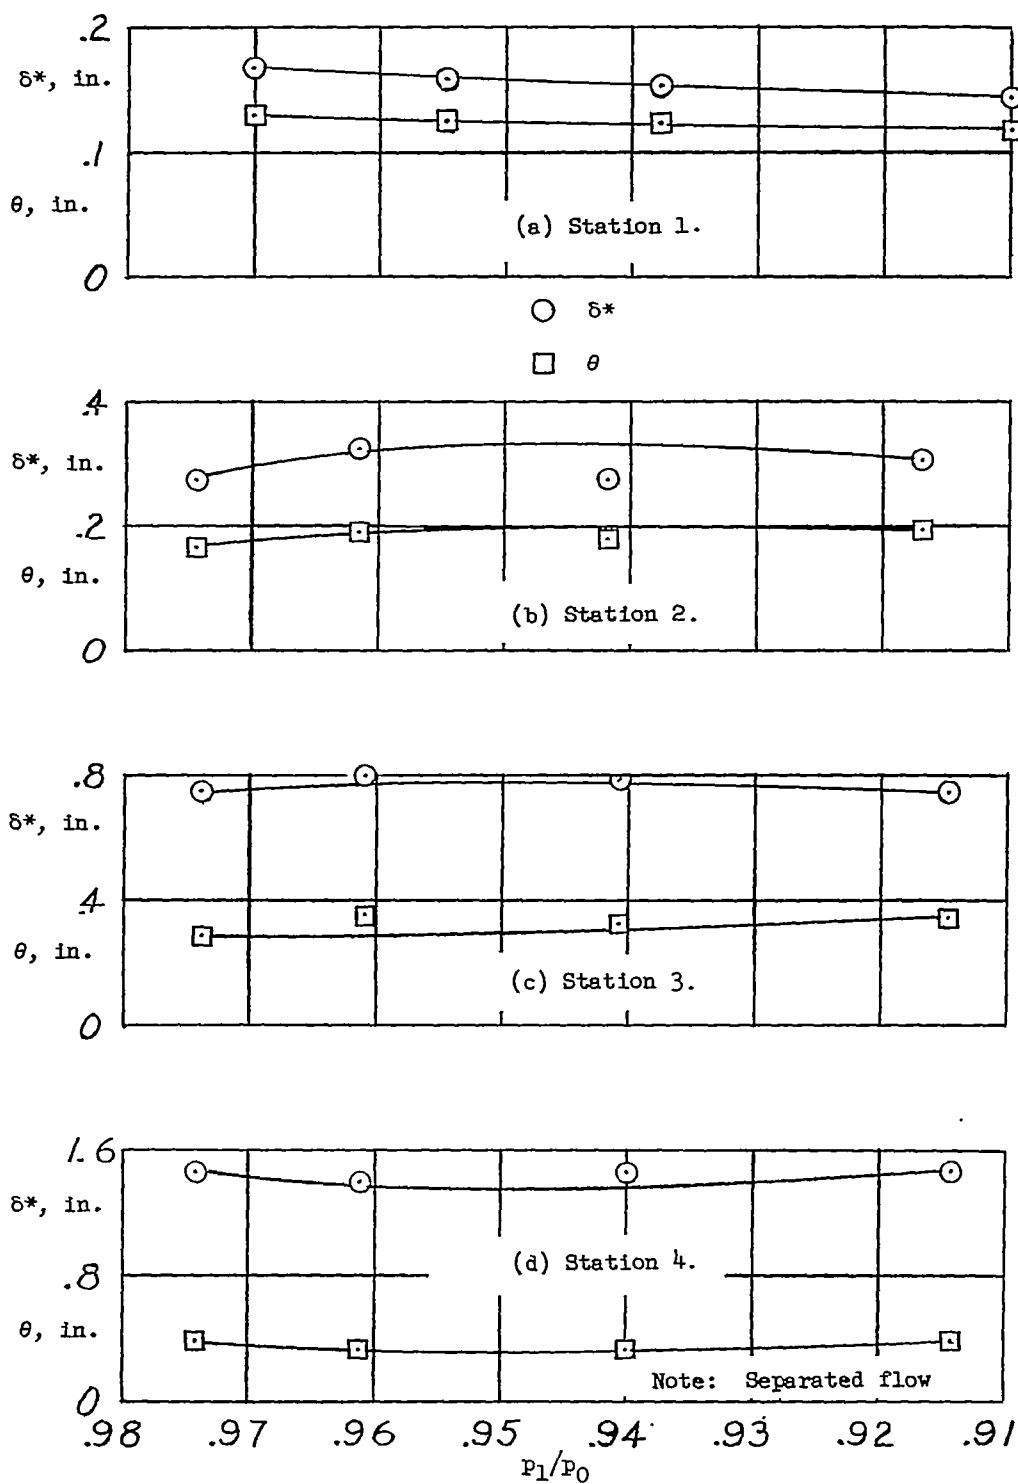 .2
δ*, in.
.1
θ, in.
(a) Station 1.
0
δ*
θ
.4
δ*, in.
.2
θ, in.
(b) Station 2.
0
.8
δ*, in.
.4
θ, in.
(c) Station 3.
0
1.6
δ*, in.
(d) Station 4.
.8
θ, in.
Note: Separated flow
0
.98 .97 .96 .95 .94 .93 .92 .91
p₁/p₀